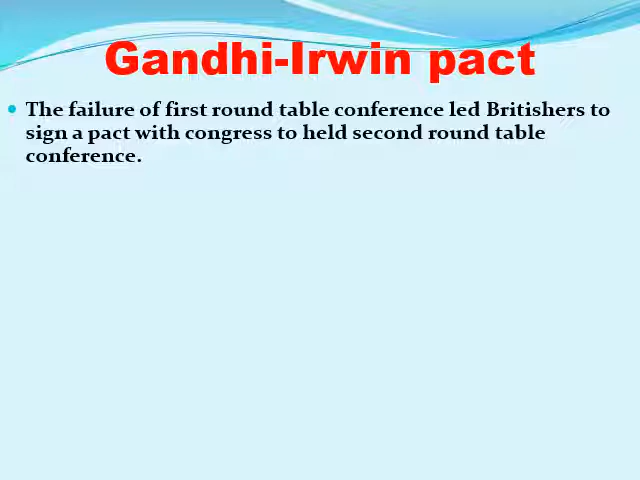 Gandhi-Irwin pact
• The failure of first round table conference led Britishers to
sign a pact with congress to held second round table
conference.